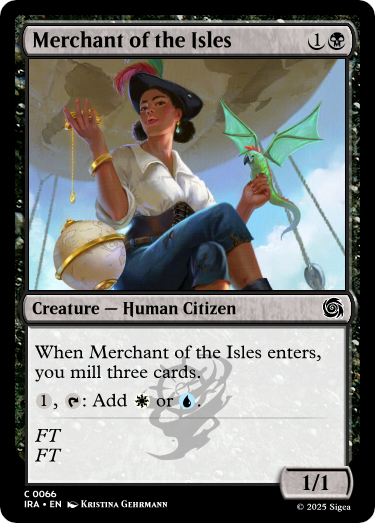 Merchant of the Isles 1
Creature — Human Citizen
When Merchant of the Isles enters,
you mill three cards.
1, : Add or .
FT
FT
1/1
C 0066
IRA • EN Kristina Gehrmann
© 2025 Sigea